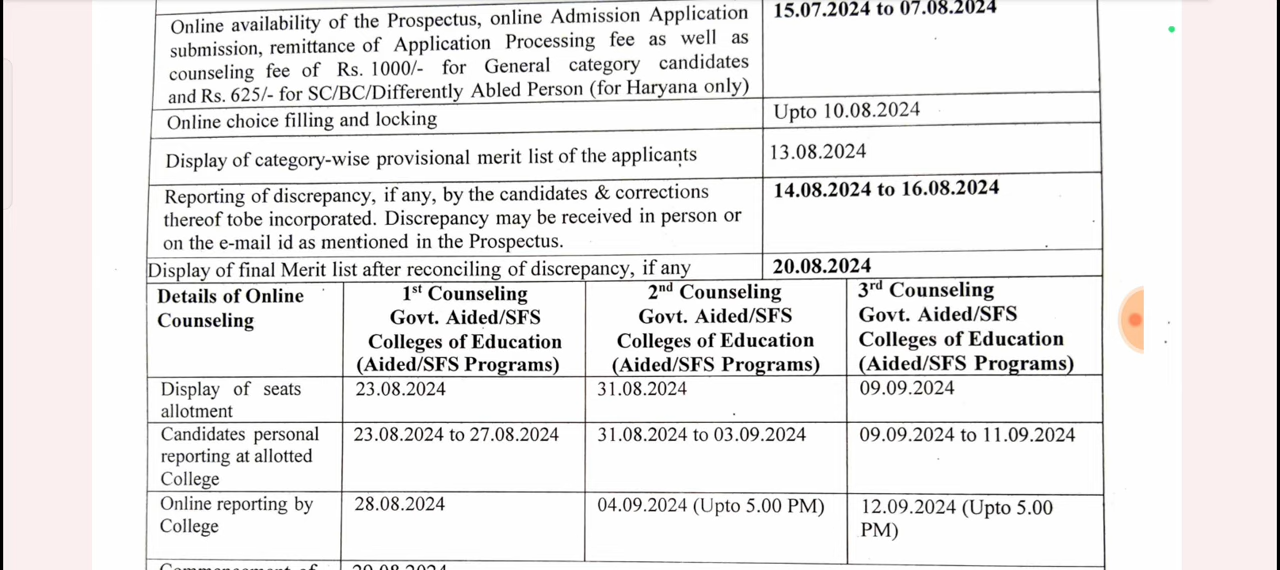 Online availability of the Prospectus, online Admission Application
submission, remittance of Application Processing fee as well as
counseling fee of Rs. 1000/- for General category candidates
and Rs. 625/- for SC/BC/Differently Abled Person (for Haryana only)
15.07.2024 to 07.08.2024
Online choice filling and locking
Upto 10.08.2024
Display of category-wise provisional merit list of the applicants
13.08.2024
Reporting of discrepancy, if any, by the candidates & corrections
thereof tobe incorporated. Discrepancy may be received in person or
on the e-mail id as mentioned in the Prospectus.
14.08.2024 to 16.08.2024
Display of final Merit list after reconciling of discrepancy, if any
20.08.2024
Details of Online
Counseling
1st Counseling
Govt. Aided/SFS
Colleges of Education
(Aided/SFS Programs)
2nd Counseling
Govt. Aided/SFS
Colleges of Education
(Aided/SFS Programs)
3rd Counseling
Govt. Aided/SFS
Colleges of Education
(Aided/SFS Programs)
Display of seats
allotment
23.08.2024
31.08.2024
09.09.2024
Candidates personal
reporting at allotted
College
23.08.2024 to 27.08.2024
31.08.2024 to 03.09.2024
09.09.2024 to 11.09.2024
Online reporting by
College
28.08.2024
04.09.2024 (Upto 5.00 PM)
12.09.2024 (Upto 5.00
PM)